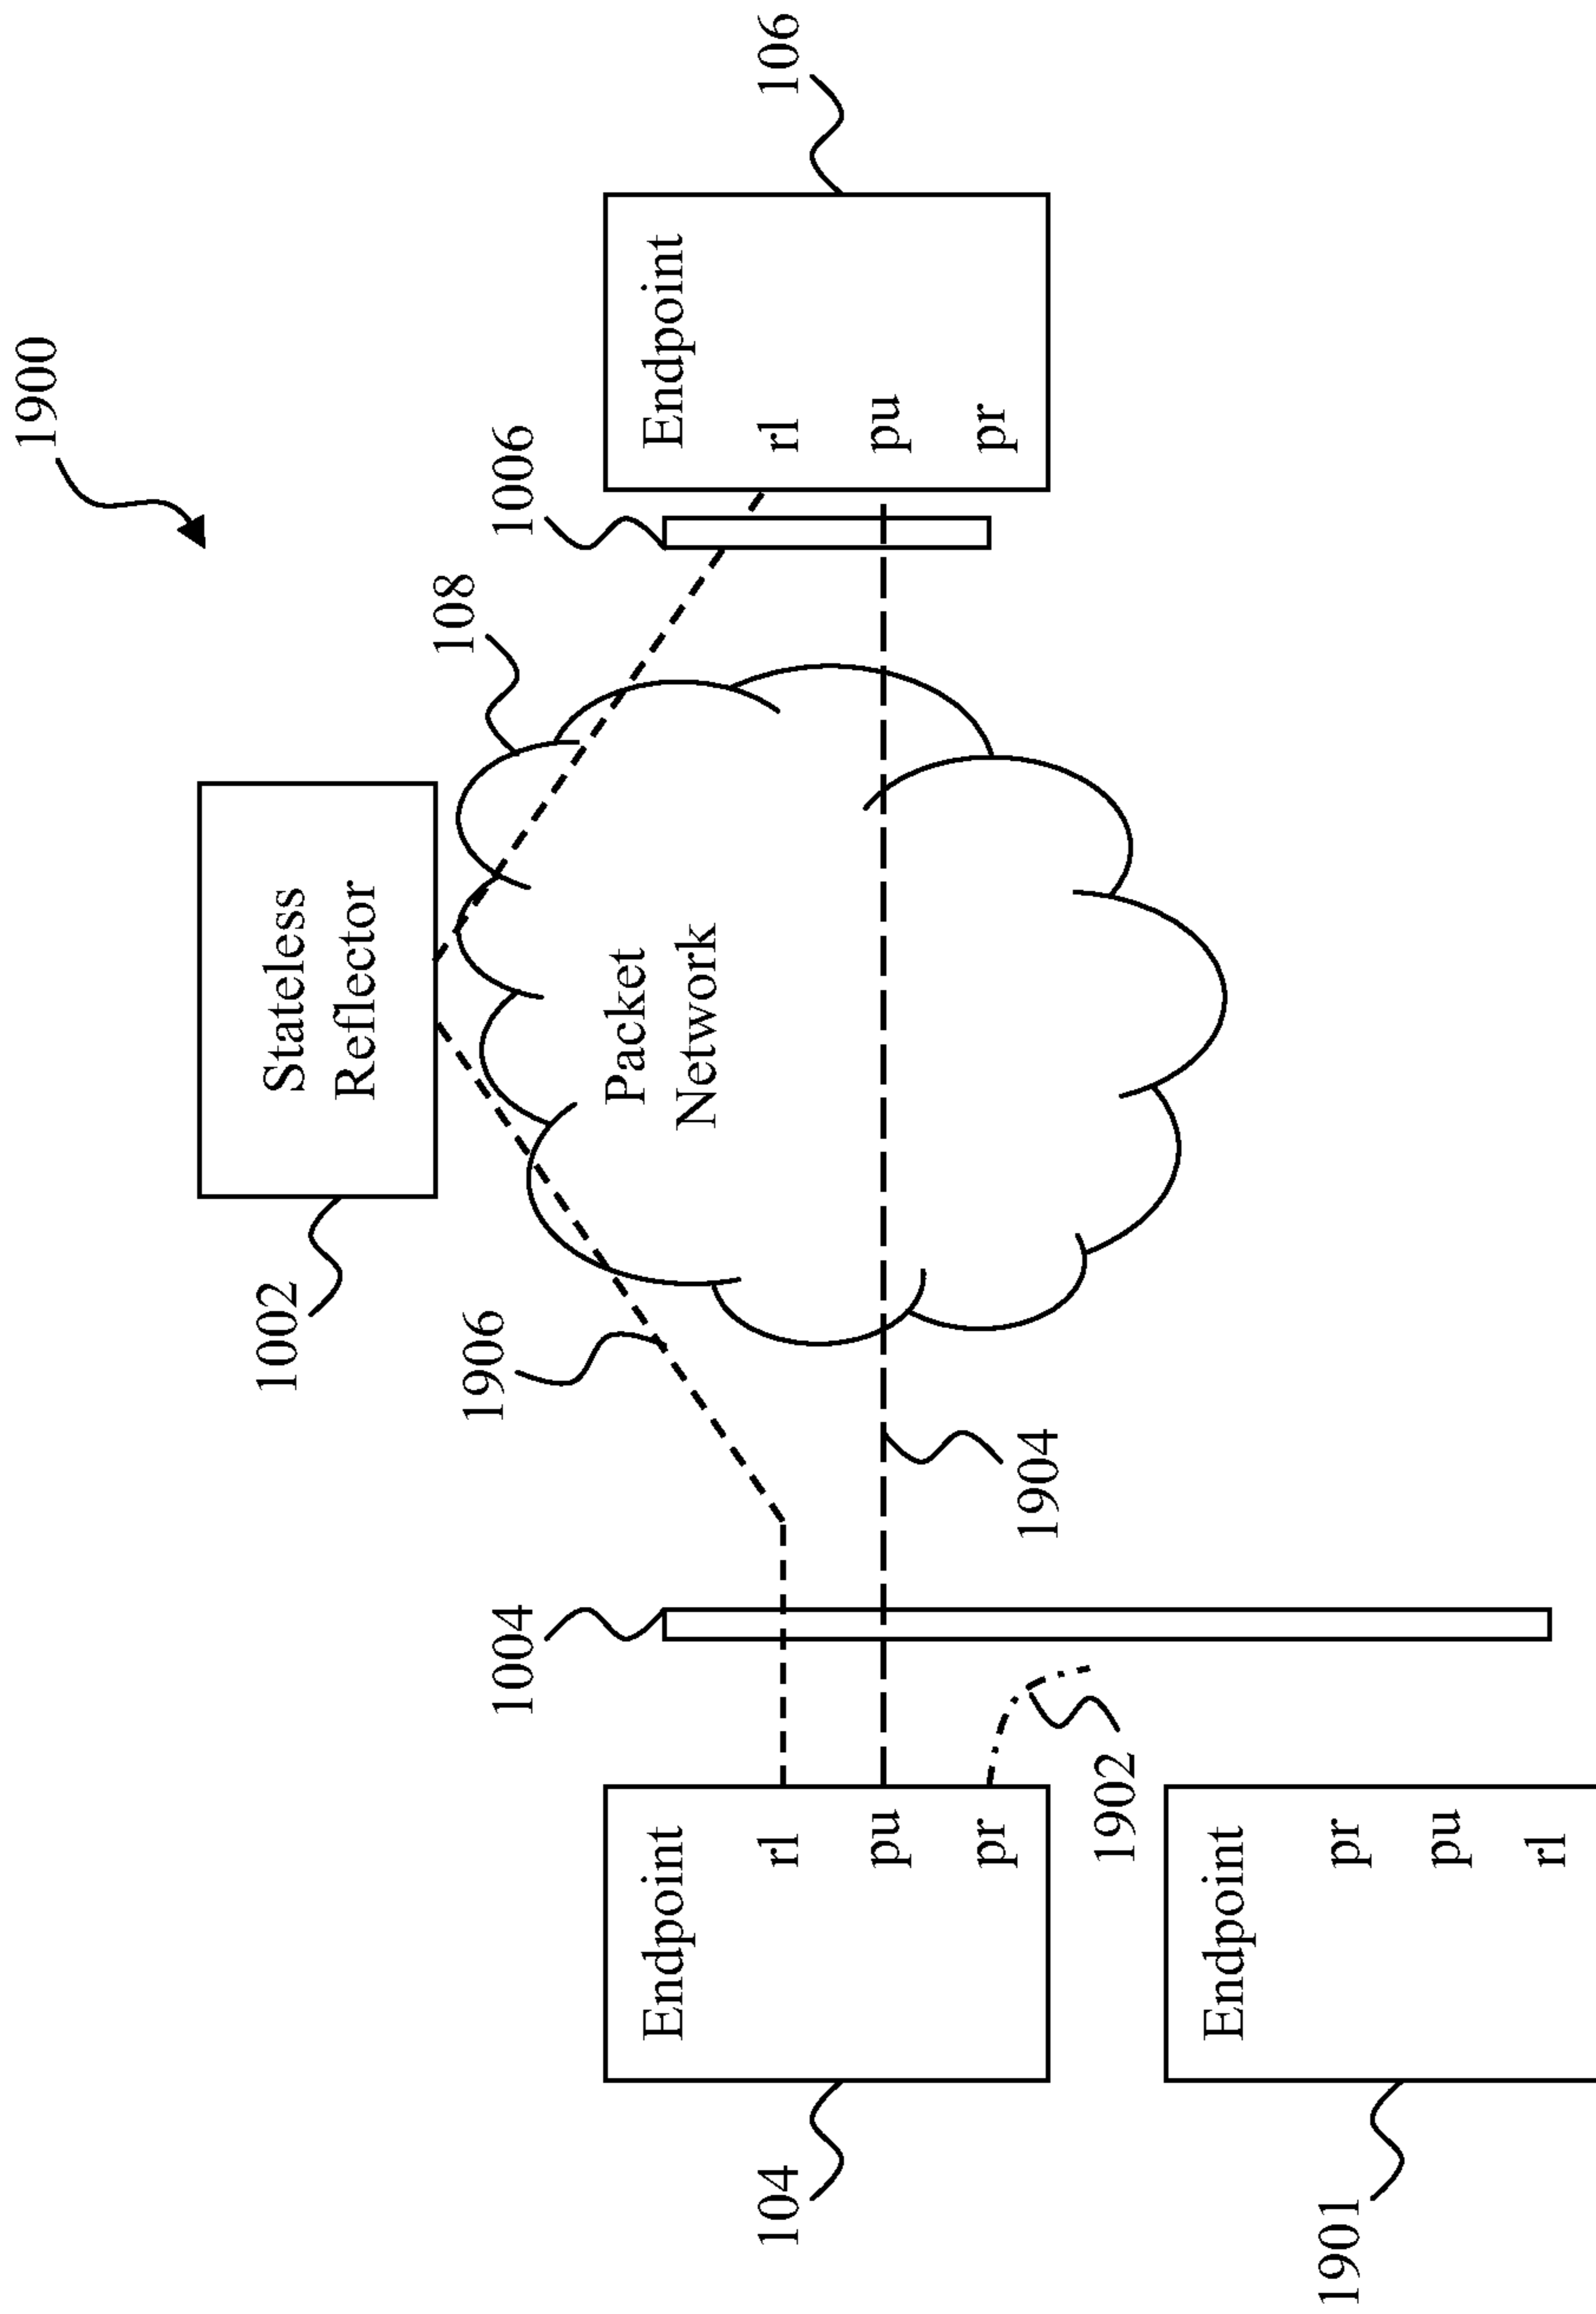 1900
Stateless
Reflector
1002
108
1906
Packet
Network
1004
1006
104
Endpoint
rl
pu
pr
Endpoint
rl
pu
pr
106
1904
1902
1901
Endpoint
pr
pu
rl